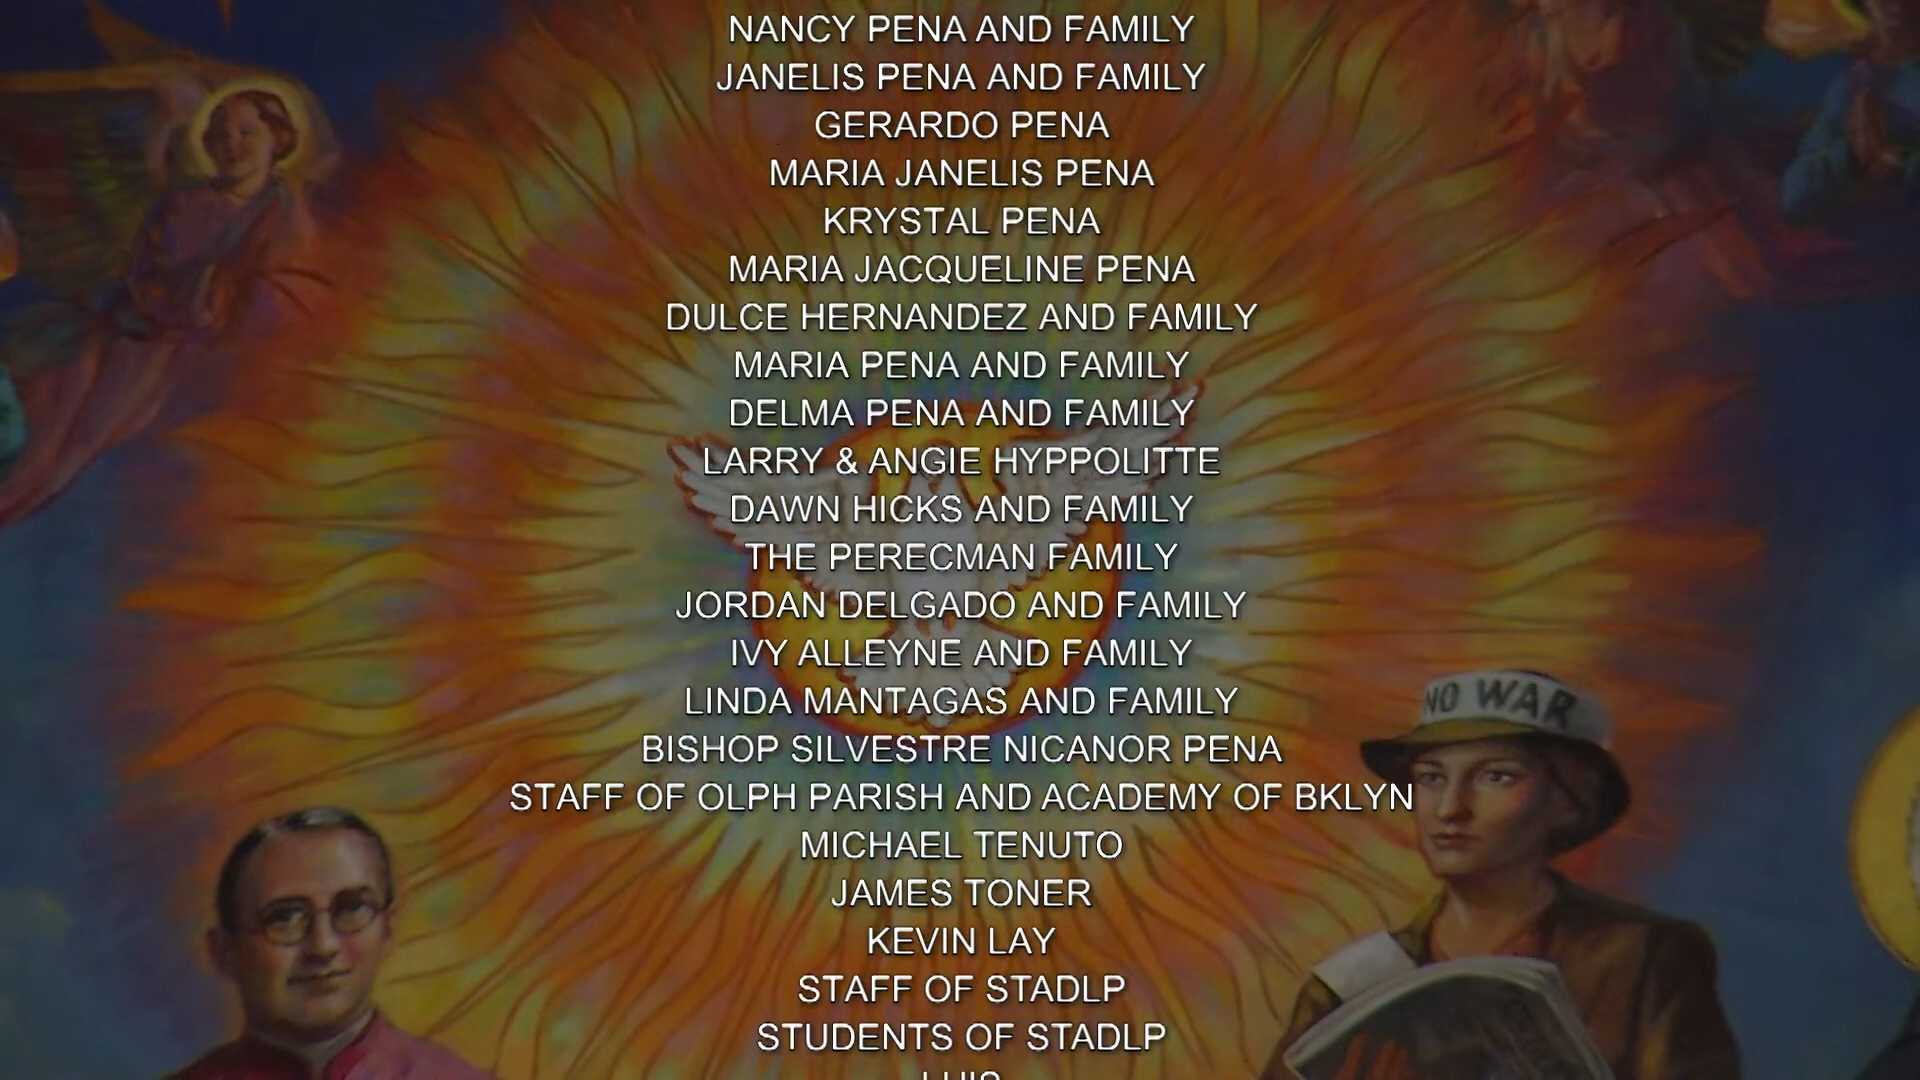 NANCY PENA AND FAMILY
JANELIS PENA AND FAMILY
GERARDO PENA
MARIA JANELIS PENA
KRYSTAL PENA
MARIA JACQUELINE PENA
DULCE HERNANDEZ AND FAMILY
MARIA PENA AND FAMILY
DELMA PENA AND FAMILY
LARRY & ANGIE HYPPOLITTE
DAWN HICKS AND FAMILY
THE PERECMAN FAMILY
JORDAN DELGADO AND FAMILY
IVY ALLEYNE AND FAMILY
LINDA MANTAGAS AND FAMILY
NO WAR
BISHOP SILVESTRE NICANOR PENA
STAFF OF OLPH PARISH AND ACADEMY OF BKLYN
MICHAEL TENUTO
JAMES TONER
KEVIN LAY
STAFF OF STADLP
STUDENTS OF STADLP